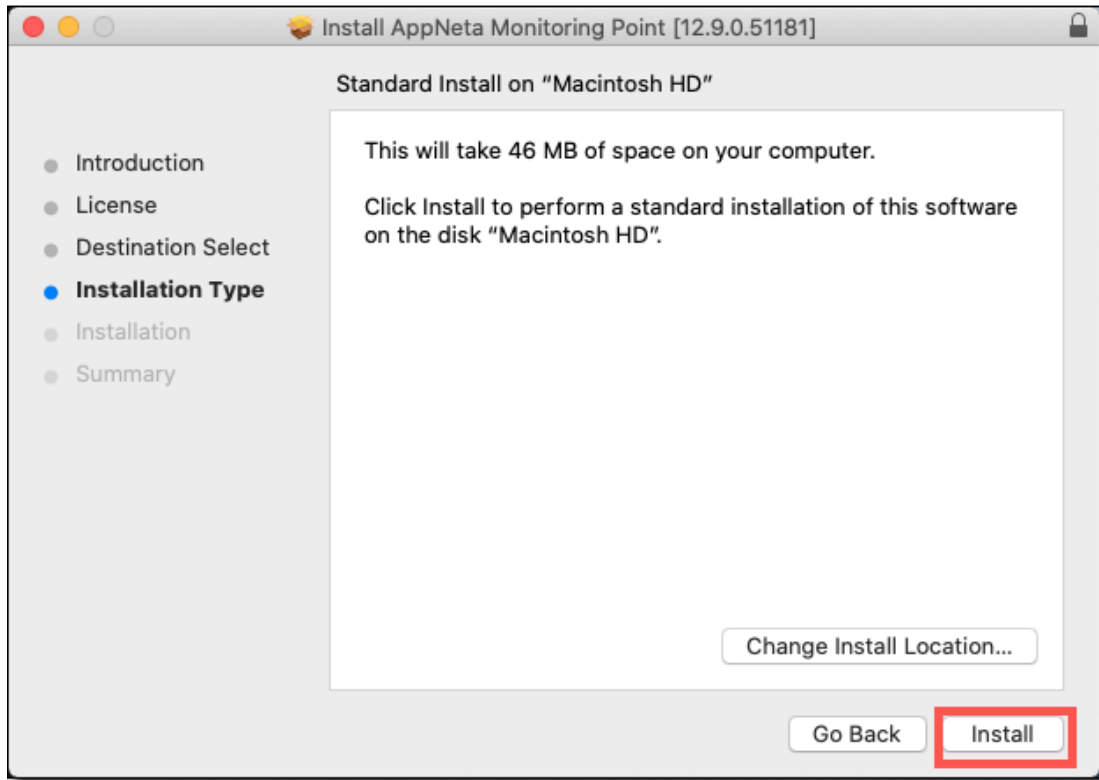 Install AppNeta Monitoring Point [12.9.0.51181]
Standard Install on “Macintosh HD”
Introduction
License
Destination Select
Installation Type
Installation
Summary
This will take 46 MB of space on your computer.
Click Install to perform a standard installation of this software
on the disk “Macintosh HD”.
Change Install Location...
Go Back
Install